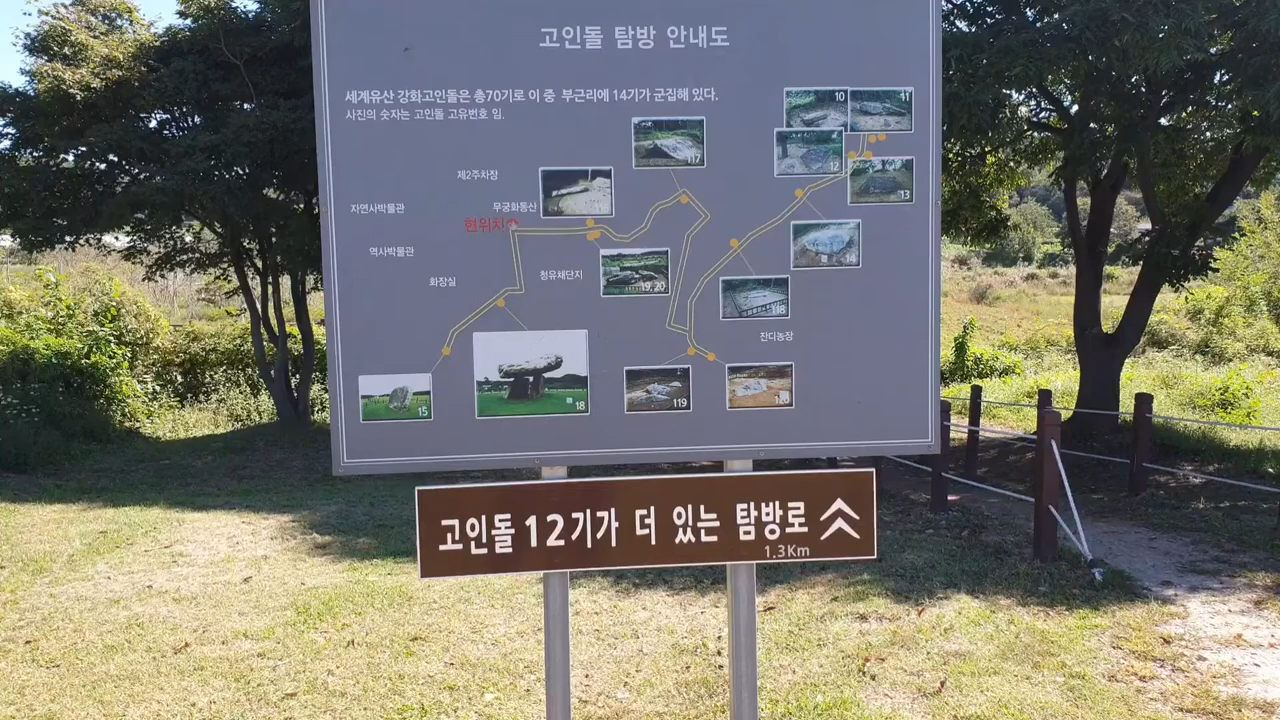 고인돌 탐방 안내도
세계유산 강화고인돌은 총70기로 이 중 부근리에 14기가 군집해 있다.
사진의 숫자는 고인돌 고유번호 임.
10
11
117
12
제2주차장
13
자연사박물관
무궁화동산
현위치
14
역사박물관
화장실
청유채단지
19, 20
118
잔디농장
15
18
119
120
고인돌 12기가 더 있는 탐방로
1.3Km